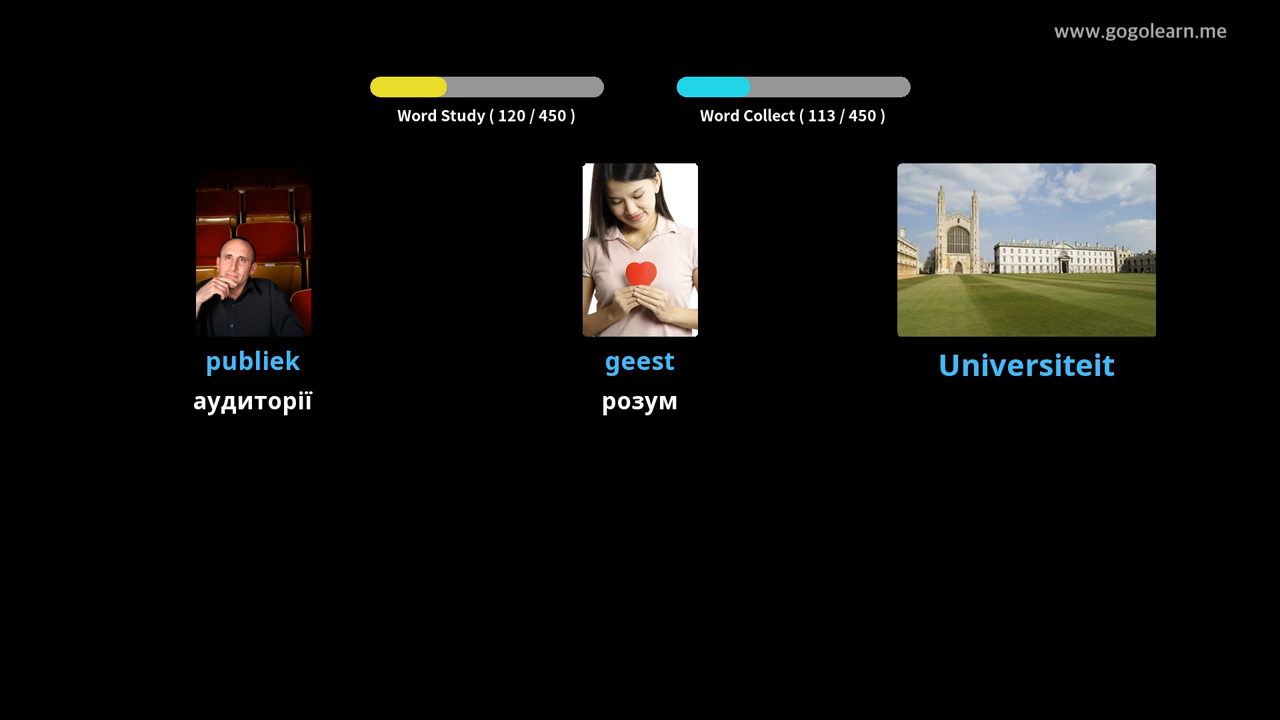 www.gogolearn.me
Word Study ( 120 / 450 )
Word Collect ( 113 / 450 )
publiek
geest
Universiteit
аудиторії
розум